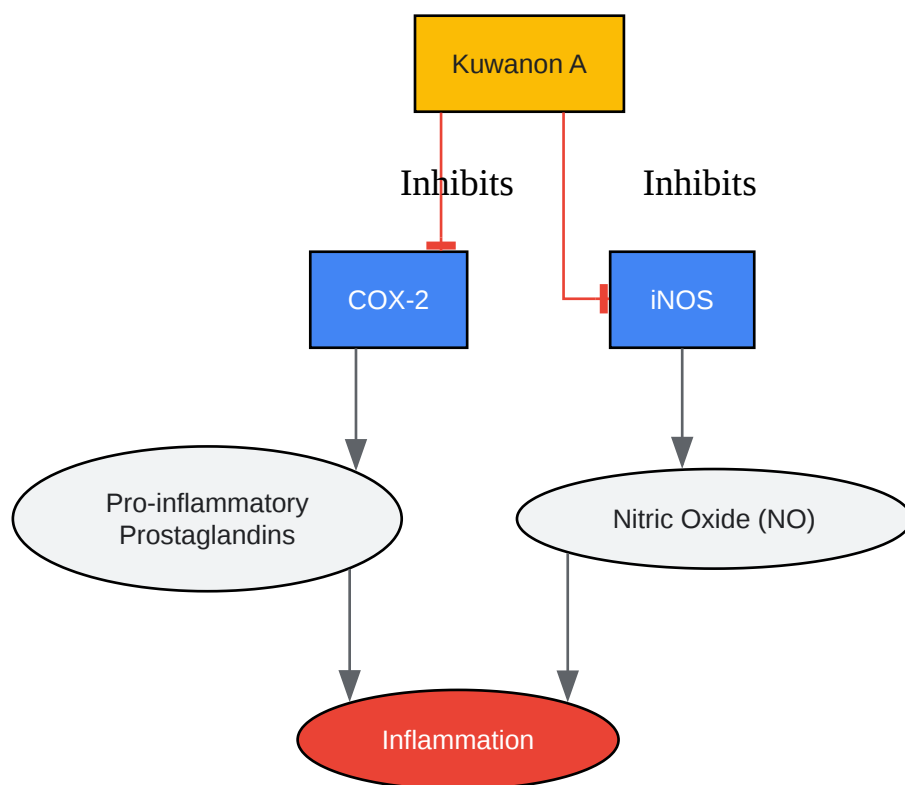 Kuwanon A
Inhibits
Inhibits
COX-2
iNOS
Pro-inflammatory
Prostaglandins
Nitric Oxide (NO)
Inflammation